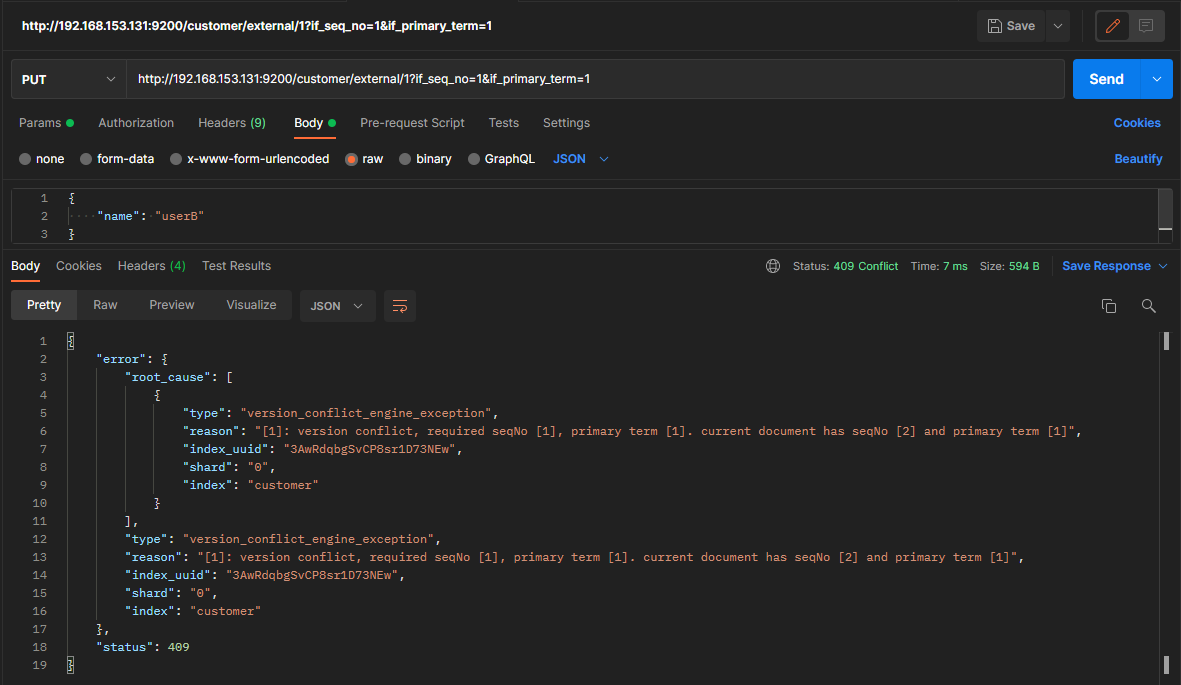 http://192.168.153.131:9200/customer/external/1?if_seq_no=1&if_primary_term=1
Save
PUT http://192.168.153.131:9200/customer/external/1?if_seq_no=1&if_primary_term=1 Send
Params Authorization Headers (9) Body Pre-request Script Tests Settings Cookies
none form-data x-www-form-urlencoded raw binary GraphQL JSON Beautify
1 {
2 ····"name":·"userB"
3 }
Body Cookies Headers (4) Test Results Status: 409 Conflict Time: 7 ms Size: 594 B Save Response
Pretty Raw Preview Visualize JSON
1 {
2 "error": {
3 "root_cause": [
4 {
5 "type": "version_conflict_engine_exception",
6 "reason": "[1]: version conflict, required seqNo [1], primary term [1]. current document has seqNo [2] and primary term [1]",
7 "index_uuid": "3AwRdqbgSvCP8sr1D73NEw",
8 "shard": "0",
9 "index": "customer"
10 }
11 ],
12 "type": "version_conflict_engine_exception",
13 "reason": "[1]: version conflict, required seqNo [1], primary term [1]. current document has seqNo [2] and primary term [1]",
14 "index_uuid": "3AwRdqbgSvCP8sr1D73NEw",
15 "shard": "0",
16 "index": "customer"
17 },
18 "status": 409
19 }